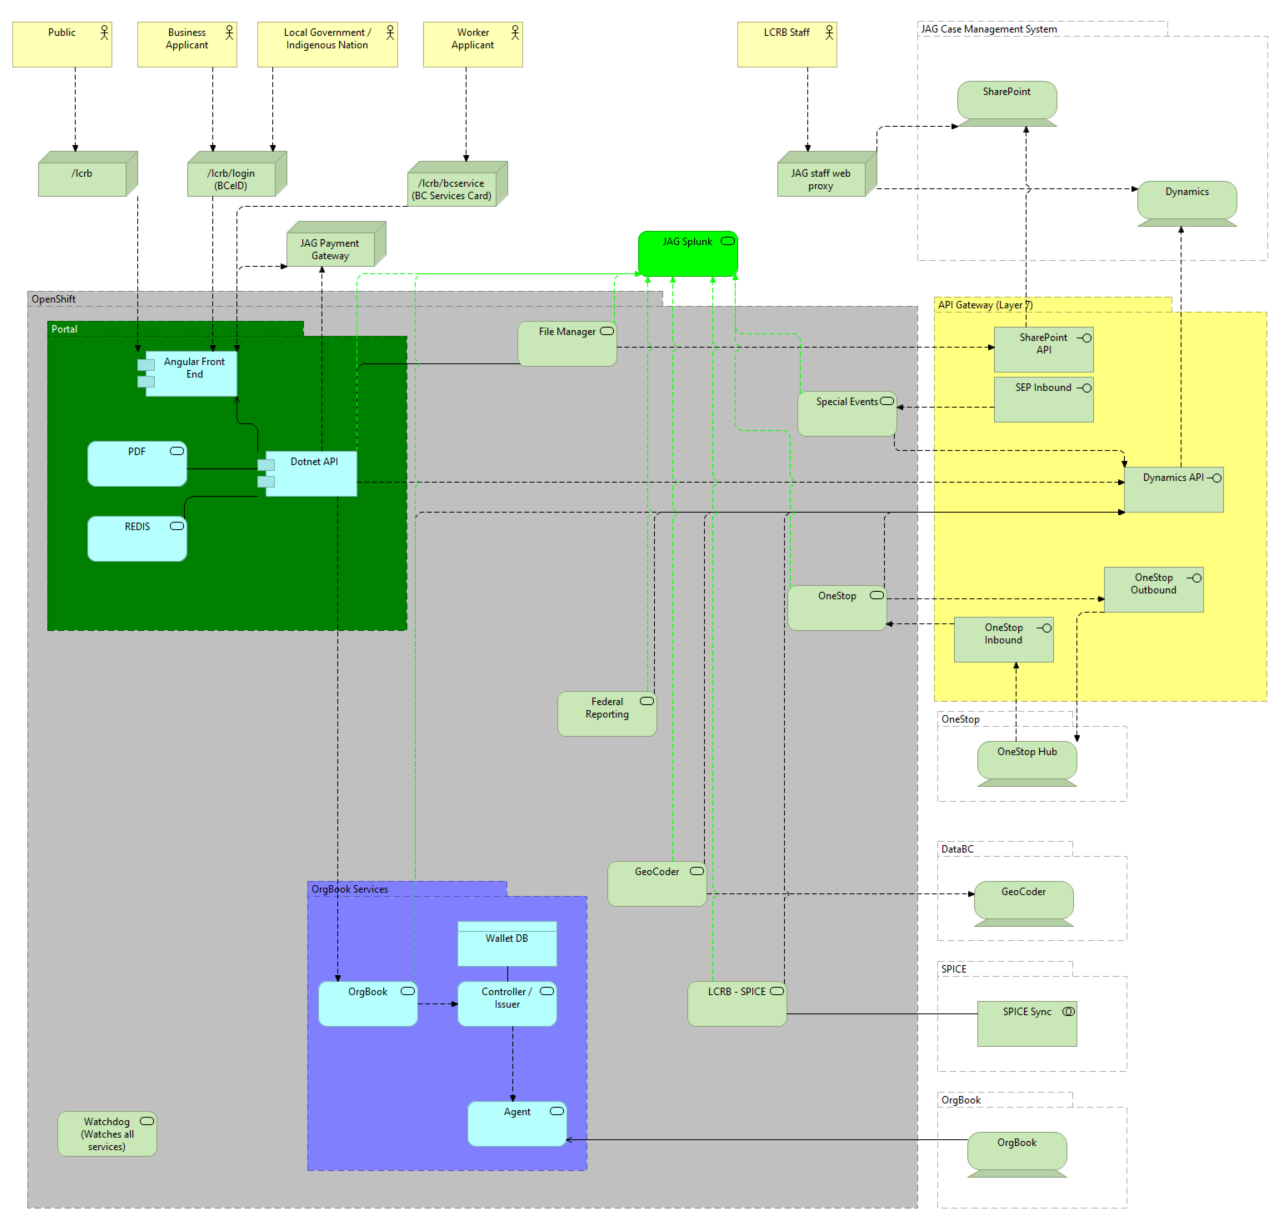 Public
Business
Applicant
Local Government /
Indigenous Nation
Worker
Applicant
LCRB Staff
JAG Case Management System
SharePoint
/lcrb
/lcrb/login
(BCeID)
/lcrb/bcservice
(BC Services Card)
JAG staff web
proxy
Dynamics
JAG Payment
Gateway
JAG Splunk
OpenShift
API Gateway (Layer 7)
Portal
File Manager
SharePoint
API
Angular Front
End
SEP Inbound
Special Events
PDF
Dotnet API
Dynamics API
REDIS
OneStop
Outbound
OneStop
OneStop
Inbound
Federal
Reporting
OneStop
OneStop Hub
DataBC
GeoCoder
GeoCoder
OrgBook Services
Wallet DB
SPICE
OrgBook
Controller /
Issuer
LCRB - SPICE
SPICE Sync
OrgBook
Agent
Watchdog
(Watches all
services)
OrgBook